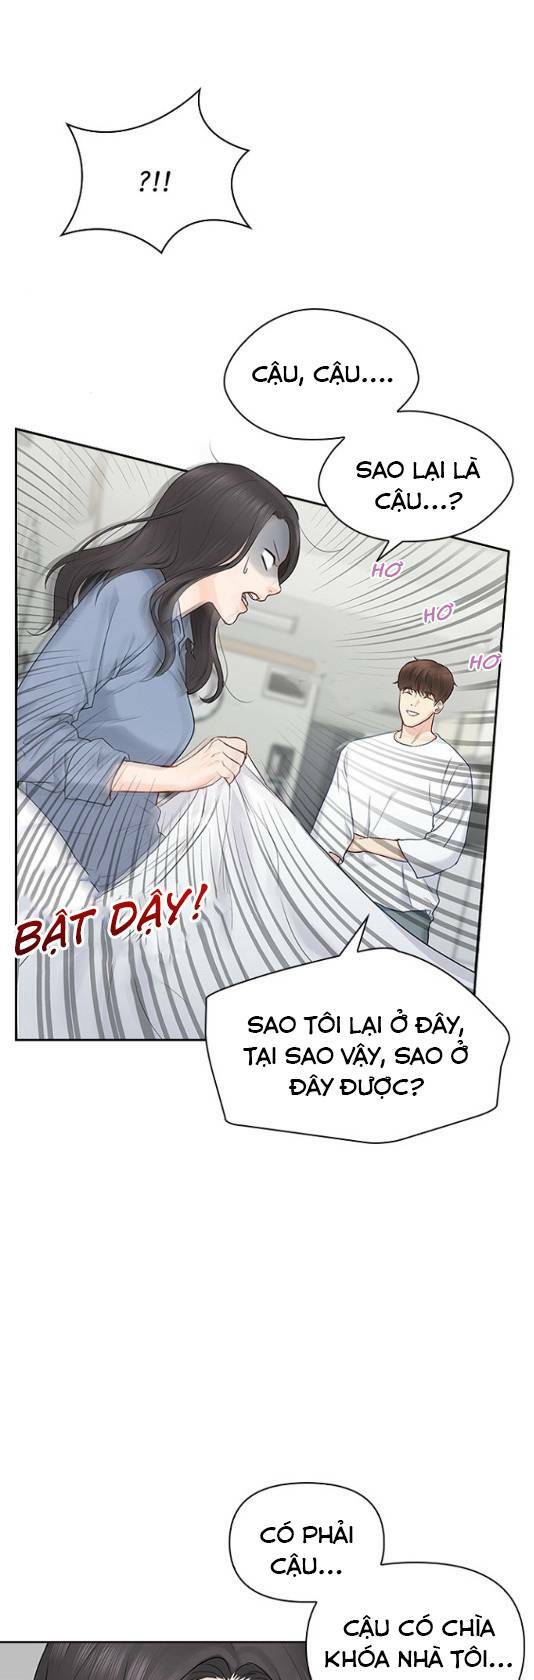 ?!!
CẬU, CẬU....
SAO LẠI LÀ
CẬU...?
HƠ
HƠ
HƠ
BẬT DẬY!
SAO TÔI LẠI Ở ĐÂY,
TẠI SAO VẬY, SAO Ở
ĐÂY ĐƯỢC?
CÓ PHẢI
CẬU...
CẬU CÓ CHÌA
KHÓA NHÀ TÔI...